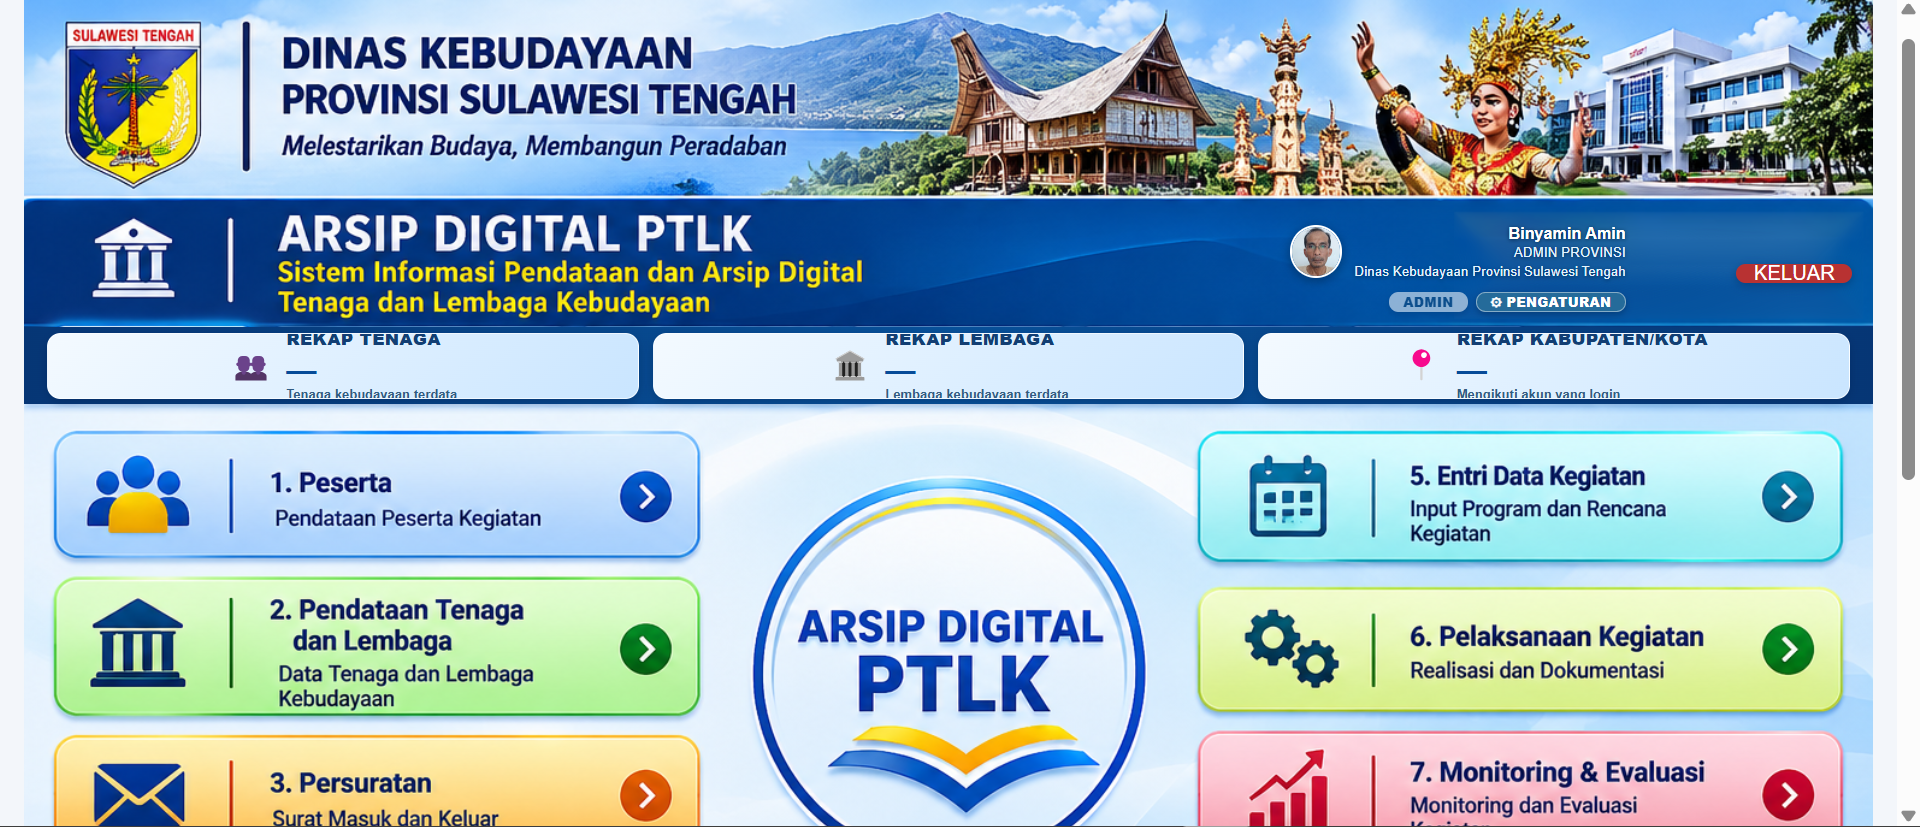 SULAWESI TENGAH
DINAS KEBUDAYAAN
PROVINSI SULAWESI TENGAH
Melestarikan Budaya, Membangun Peradaban
ARSIP DIGITAL PTLK
Sistem Informasi Pendataan dan Arsip Digital
Tenaga dan Lembaga Kebudayaan
Binyamin Amin
ADMIN PROVINSI
Dinas Kebudayaan Provinsi Sulawesi Tengah
ADMIN
PENGATURAN
KELUAR
REKAP TENAGA
—
Tenaga kebudayaan terdata
REKAP LEMBAGA
—
Lembaga kebudayaan terdata
REKAP KABUPATEN/KOTA
—
Mengikuti akun yang login
1. Peserta
Pendataan Peserta Kegiatan
2. Pendataan Tenaga
dan Lembaga
Data Tenaga dan Lembaga
Kebudayaan
3. Persuratan
Surat Masuk dan Keluar
ARSIP DIGITAL
PTLK
5. Entri Data Kegiatan
Input Program dan Rencana
Kegiatan
6. Pelaksanaan Kegiatan
Realisasi dan Dokumentasi
7. Monitoring & Evaluasi
Monitoring dan Evaluasi